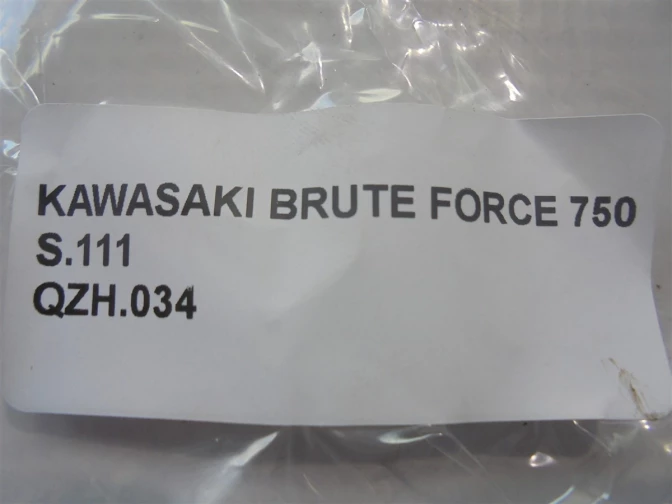 KAWASAKI BRUTE FORCE 750
S.111
QZH.034